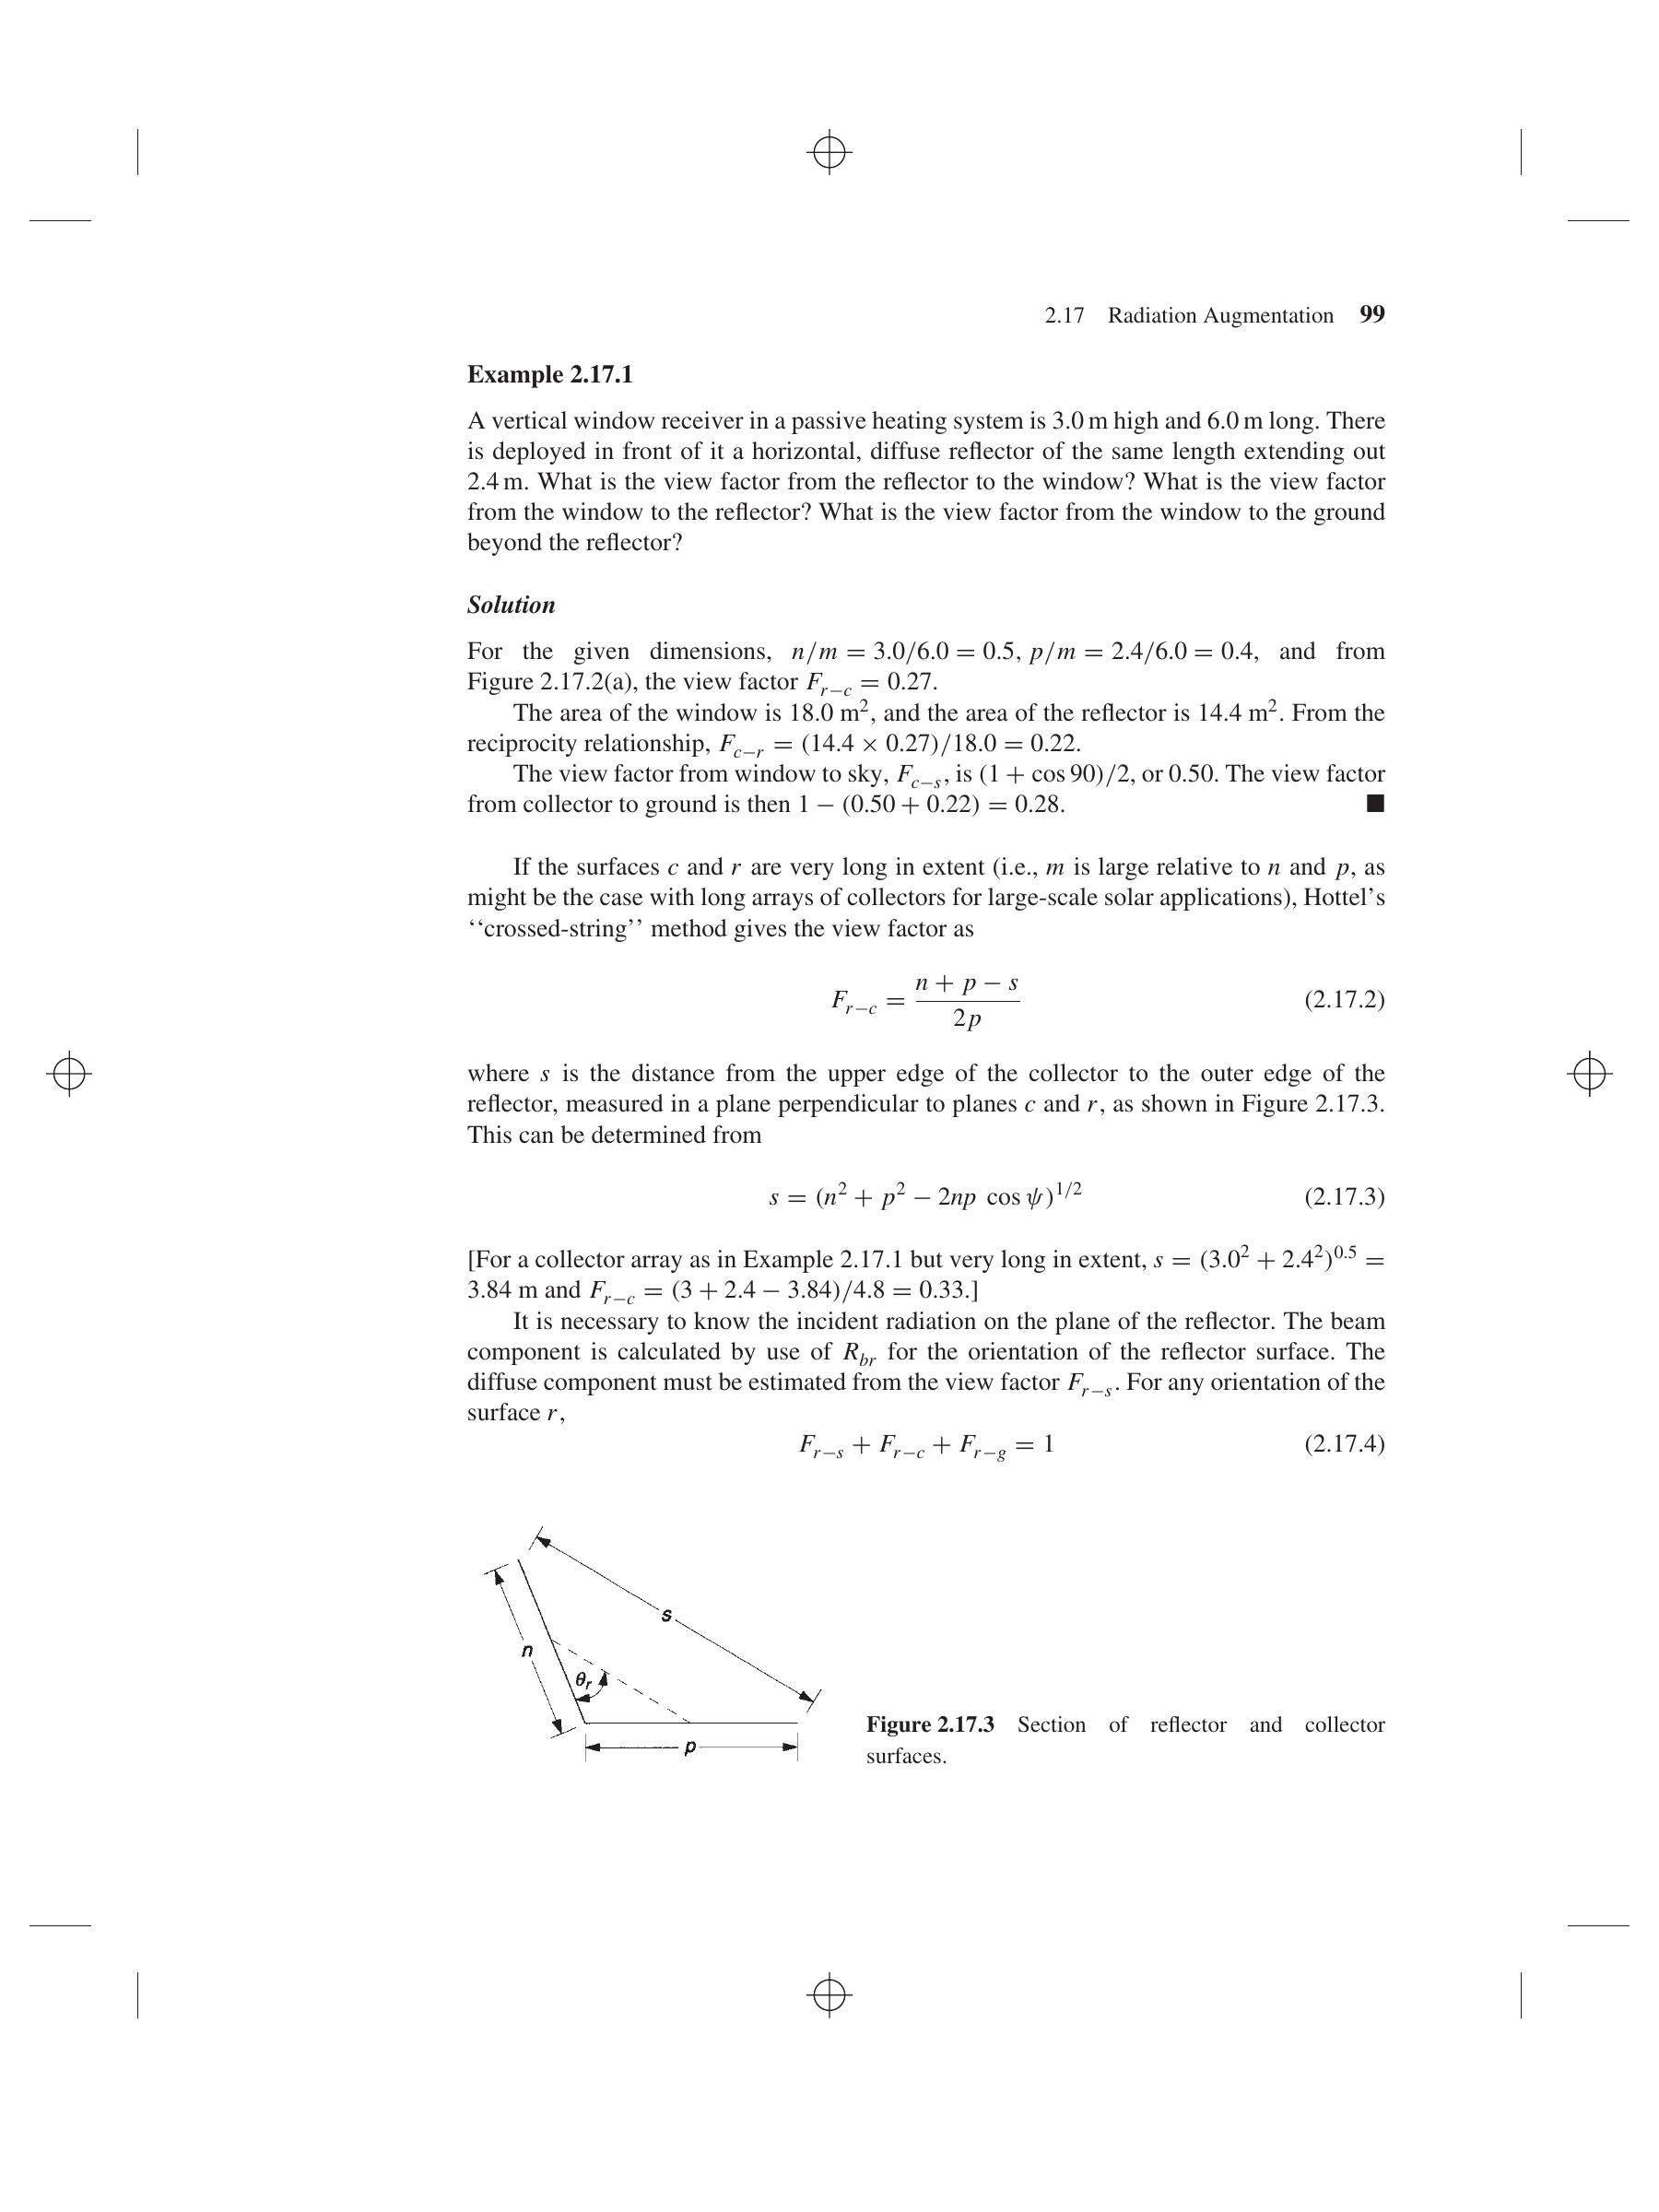 2.17 Radiation Augmentation 99
Example 2.17.1
A vertical window receiver in a passive heating system is 3.0 m high and 6.0 m long. There
is deployed in front of it a horizontal, diffuse reflector of the same length extending out
2.4 m. What is the view factor from the reflector to the window? What is the view factor
from the window to the reflector? What is the view factor from the window to the ground
beyond the reflector?
Solution
For the given dimensions, n/m = 3.0/6.0 = 0.5, p/m = 2.4/6.0 = 0.4, and from
Figure 2.17.2(a), the view factor F_{r−c} = 0.27.
The area of the window is 18.0 m², and the area of the reflector is 14.4 m². From the
reciprocity relationship, F_{c−r} = (14.4 × 0.27)/18.0 = 0.22.
The view factor from window to sky, F_{c−s}, is (1 + cos 90)/2, or 0.50. The view factor
from collector to ground is then 1 − (0.50 + 0.22) = 0.28. ■
If the surfaces c and r are very long in extent (i.e., m is large relative to n and p, as
might be the case with long arrays of collectors for large-scale solar applications), Hottel's
‘‘crossed-string’’ method gives the view factor as
F_{r−c} = (n + p − s)/(2p) (2.17.2)
where s is the distance from the upper edge of the collector to the outer edge of the
reflector, measured in a plane perpendicular to planes c and r, as shown in Figure 2.17.3.
This can be determined from
s = (n² + p² − 2np cos ψ)^{1/2} (2.17.3)
[For a collector array as in Example 2.17.1 but very long in extent, s = (3.0² + 2.4²)^{0.5} =
3.84 m and F_{r−c} = (3 + 2.4 − 3.84)/4.8 = 0.33.]
It is necessary to know the incident radiation on the plane of the reflector. The beam
component is calculated by use of R_{br} for the orientation of the reflector surface. The
diffuse component must be estimated from the view factor F_{r−s}. For any orientation of the
surface r,
F_{r−s} + F_{r−c} + F_{r−g} = 1 (2.17.4)
s
n
θ_r
p
Figure 2.17.3 Section of reflector and collector
surfaces.